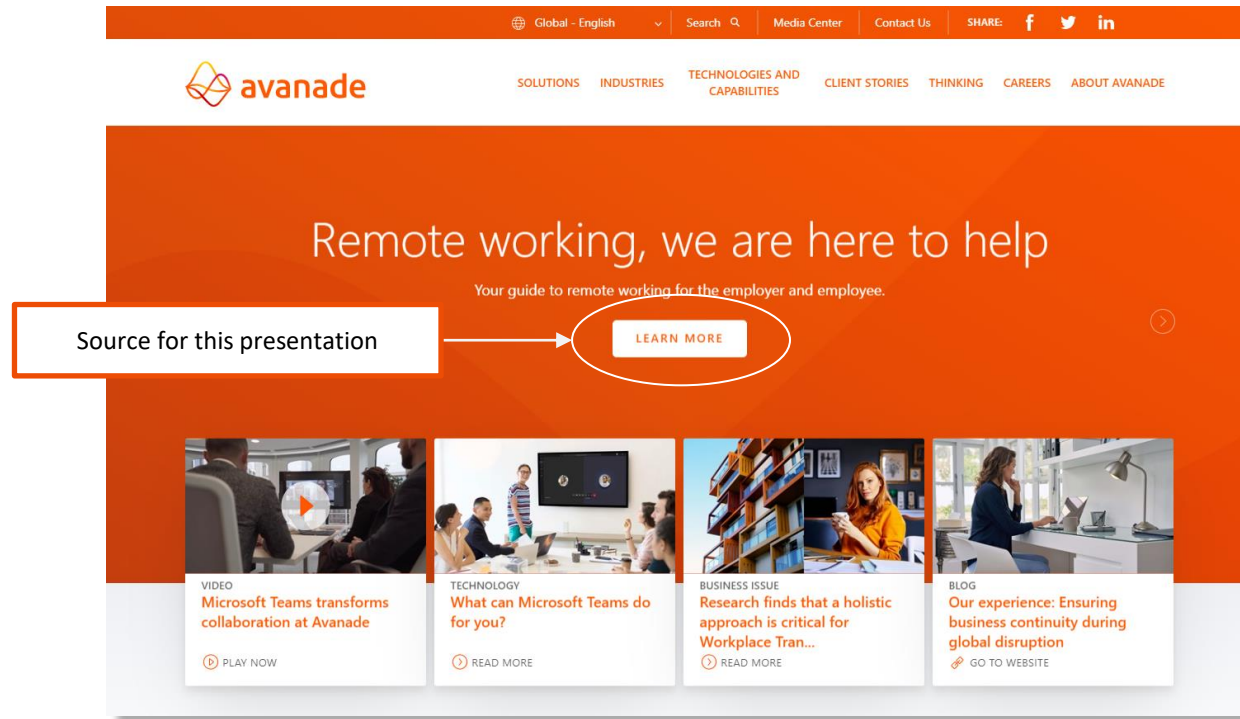 Global - English
Search
Media Center
Contact Us
SHARE:
avanade
SOLUTIONS
INDUSTRIES
TECHNOLOGIES AND
CAPABILITIES
CLIENT STORIES
THINKING
CAREERS
ABOUT AVANADE
Remote working, we are here to help
Your guide to remote working for the employer and employee.
Source for this presentation
LEARN MORE
VIDEO
Microsoft Teams transforms
collaboration at Avanade
PLAY NOW
TECHNOLOGY
What can Microsoft Teams do
for you?
READ MORE
BUSINESS ISSUE
Research finds that a holistic
approach is critical for
Workplace Tran...
READ MORE
BLOG
Our experience: Ensuring
business continuity during
global disruption
GO TO WEBSITE